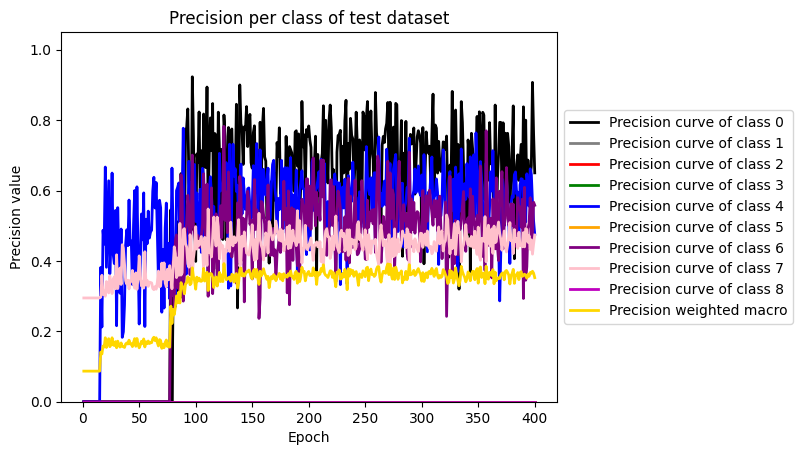 Precision per class of test dataset
1.0
0.8
0.6
0.4
0.2
0.0
Precision value
0 50 100 150 200 250 300 350 400
Epoch
Precision curve of class 0
Precision curve of class 1
Precision curve of class 2
Precision curve of class 3
Precision curve of class 4
Precision curve of class 5
Precision curve of class 6
Precision curve of class 7
Precision curve of class 8
Precision weighted macro